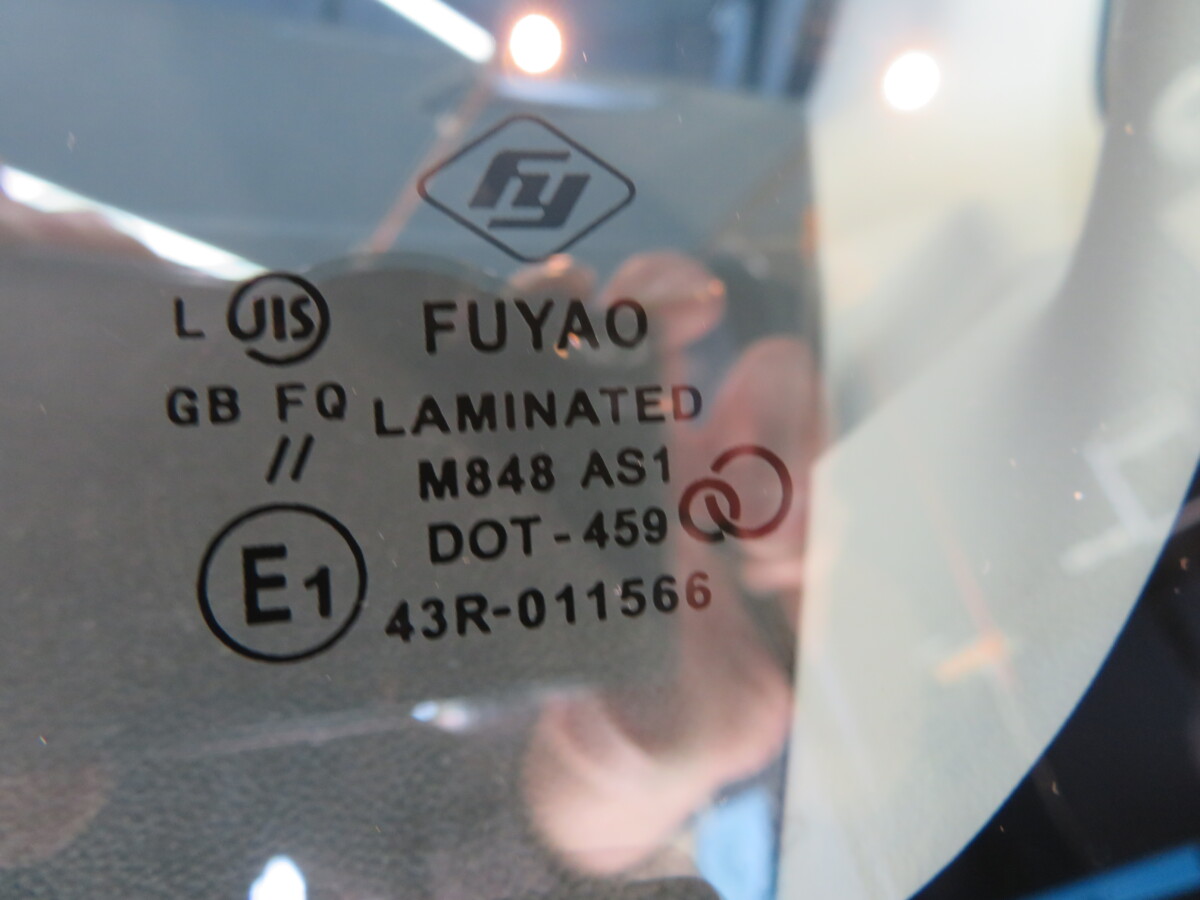 fy
L JIS FUYAO
GB FQ LAMINATED
// M848 AS1
DOT-459
E1 43R-011566